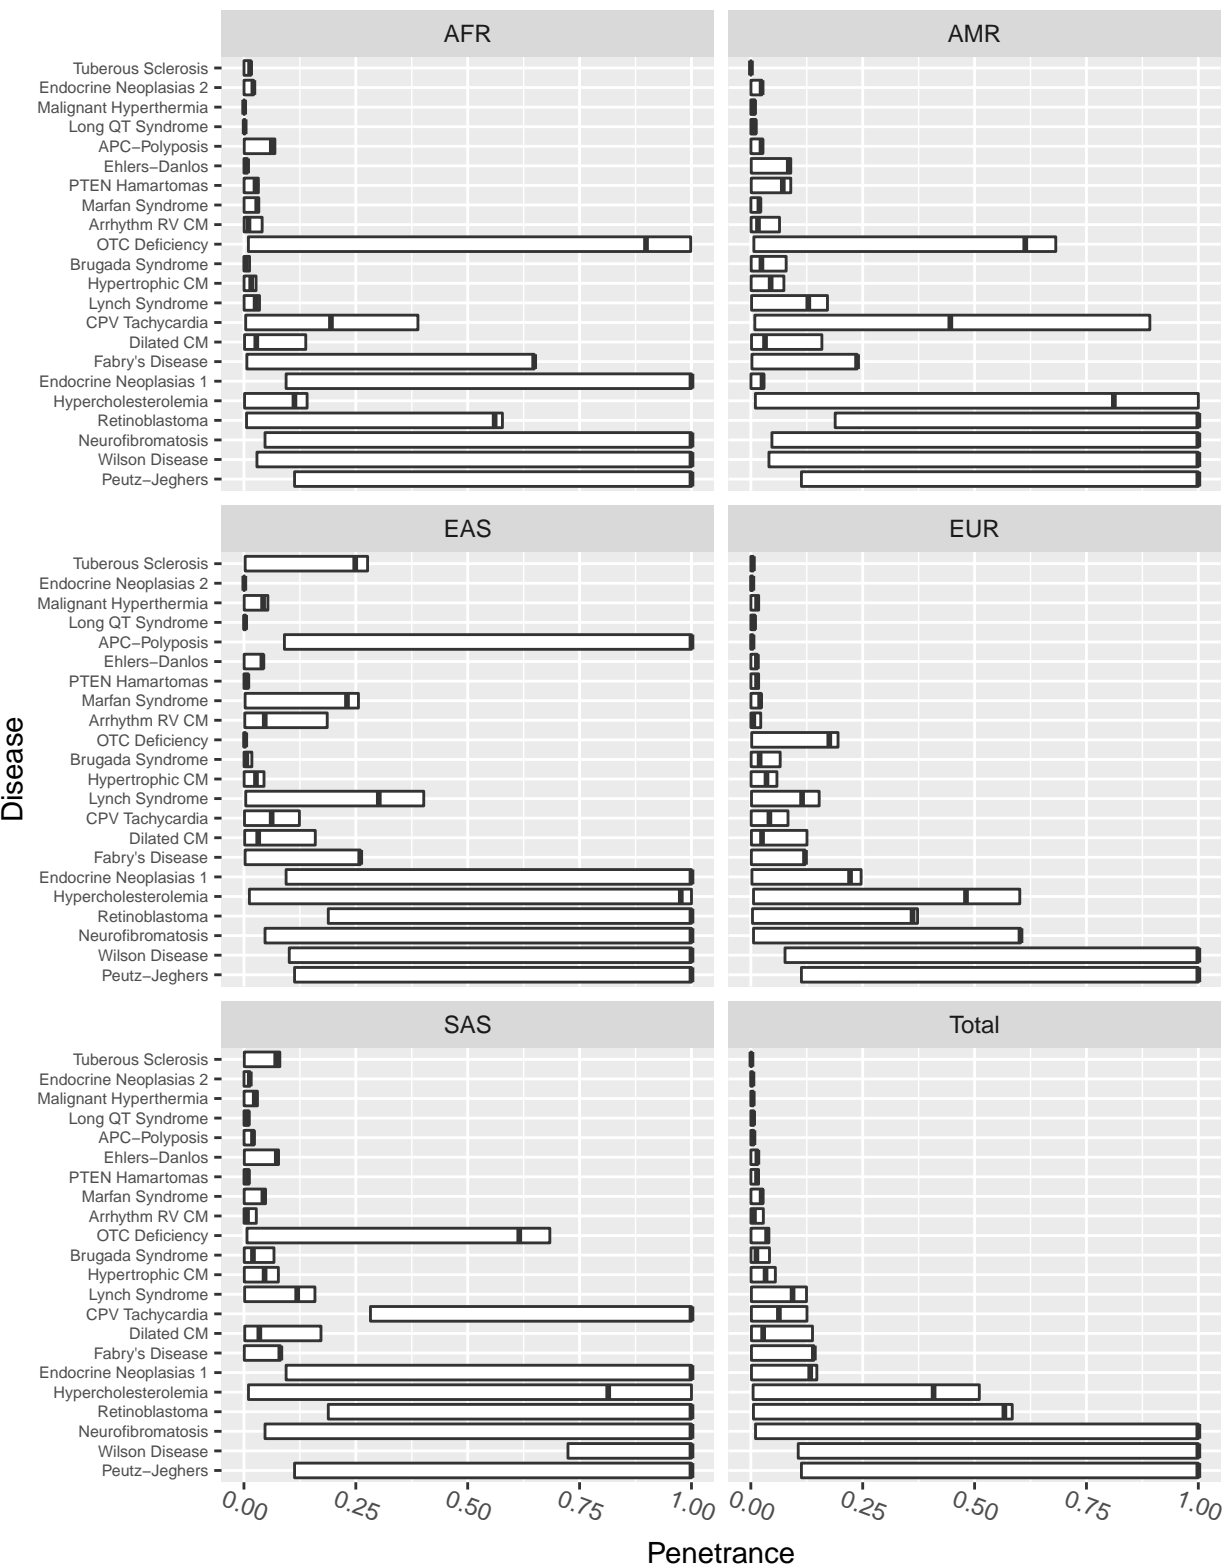 AFR
AMR
Tuberous Sclerosis
Endocrine Neoplasias 2
Malignant Hyperthermia
Long QT Syndrome
APC−Polyposis
Ehlers−Danlos
PTEN Hamartomas
Marfan Syndrome
Arrhythm RV CM
OTC Deficiency
Brugada Syndrome
Hypertrophic CM
Lynch Syndrome
CPV Tachycardia
Dilated CM
Fabry's Disease
Endocrine Neoplasias 1
Hypercholesterolemia
Retinoblastoma
Neurofibromatosis
Wilson Disease
Peutz−Jeghers
EAS
EUR
Tuberous Sclerosis
Endocrine Neoplasias 2
Malignant Hyperthermia
Long QT Syndrome
APC−Polyposis
Ehlers−Danlos
PTEN Hamartomas
Marfan Syndrome
Arrhythm RV CM
OTC Deficiency
Brugada Syndrome
Hypertrophic CM
Lynch Syndrome
CPV Tachycardia
Dilated CM
Fabry's Disease
Endocrine Neoplasias 1
Hypercholesterolemia
Retinoblastoma
Neurofibromatosis
Wilson Disease
Peutz−Jeghers
Disease
SAS
Total
Tuberous Sclerosis
Endocrine Neoplasias 2
Malignant Hyperthermia
Long QT Syndrome
APC−Polyposis
Ehlers−Danlos
PTEN Hamartomas
Marfan Syndrome
Arrhythm RV CM
OTC Deficiency
Brugada Syndrome
Hypertrophic CM
Lynch Syndrome
CPV Tachycardia
Dilated CM
Fabry's Disease
Endocrine Neoplasias 1
Hypercholesterolemia
Retinoblastoma
Neurofibromatosis
Wilson Disease
Peutz−Jeghers
0.00 0.25 0.50 0.75 1.00
0.00 0.25 0.50 0.75 1.00
Penetrance